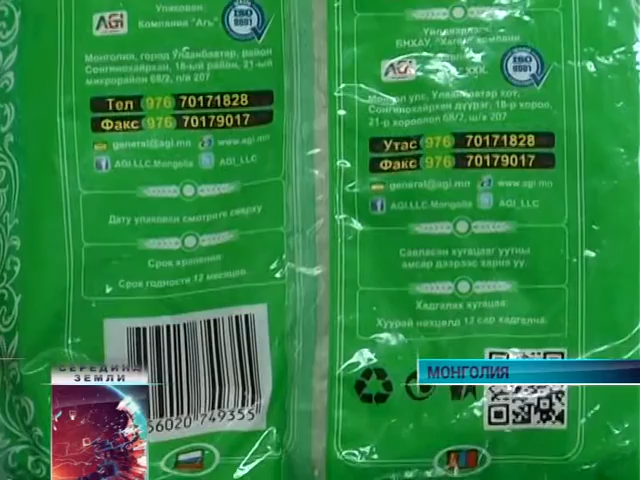 Упакован.
AGI
Компания "Агь"
ISO
9001
Монголия, город Улаанбаатар, район
Сонгинохайрхан, 18-ый район, 21-ый
микрорайон 68/2, п/я 207
Тел (976) 70171828
Факс (976) 70179017
general@agi.mn www.agi.mn
AGI.LLC.Mongolia AGI_LLC
Дату упаковки смотрите сверху
Срок хранения
Срок годности 12 месяцев.
56020 749355
Үйлдвэрлэгч:
БНХАУ, компани
AGI
ХХК
ISO
9001
Монгол улс, Улаанбаатар хот,
Сонгинохайрхан дүүрэг, 18-р хороо,
21-р хороолол 68/2, ш/х 207
Утас (976) 70171828
Факс (976) 70179017
general@agi.mn www.agi.mn
AGI.LLC.Mongolia AGI_LLC
Савласан хугацааг уутны
амсар дээрээс харна уу.
Хадгалах хугацаа:
Хуурай нөхцөлд 12 сар хадгална.
СЕРЕДИНА
ЗЕМЛИ
МОНГОЛИЯ